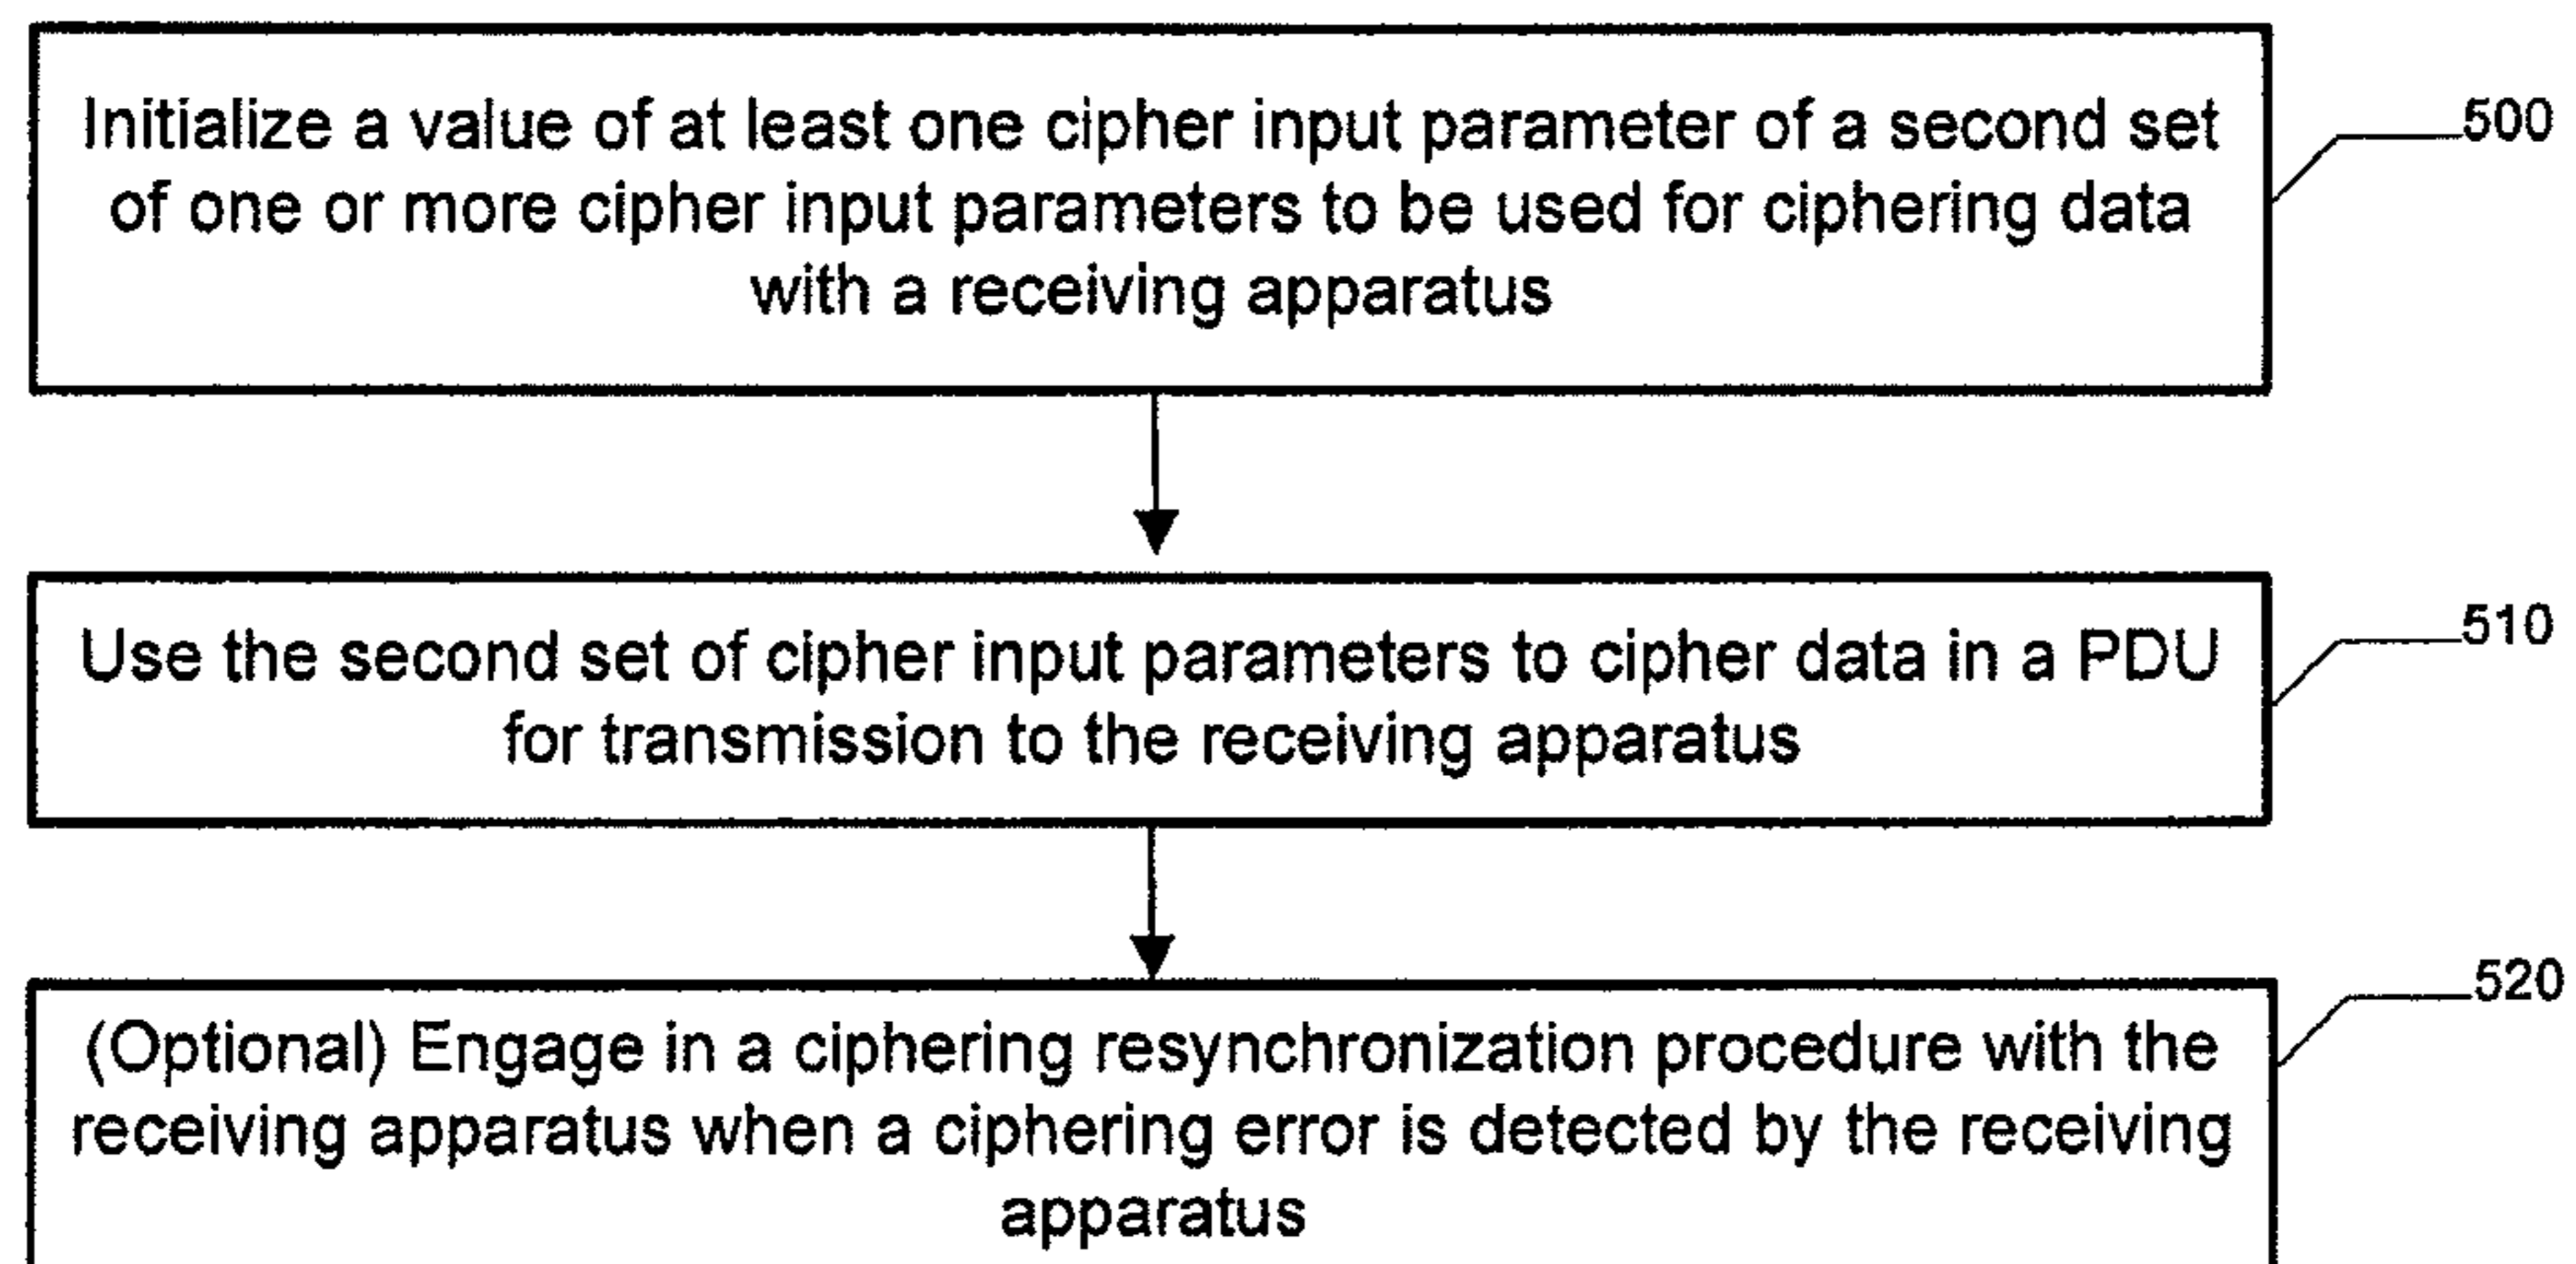 Initialize a value of at least one cipher input parameter of a second set
of one or more cipher input parameters to be used for ciphering data
with a receiving apparatus
500
Use the second set of cipher input parameters to cipher data in a PDU
for transmission to the receiving apparatus
510
(Optional) Engage in a ciphering resynchronization procedure with the
receiving apparatus when a ciphering error is detected by the receiving
apparatus
520